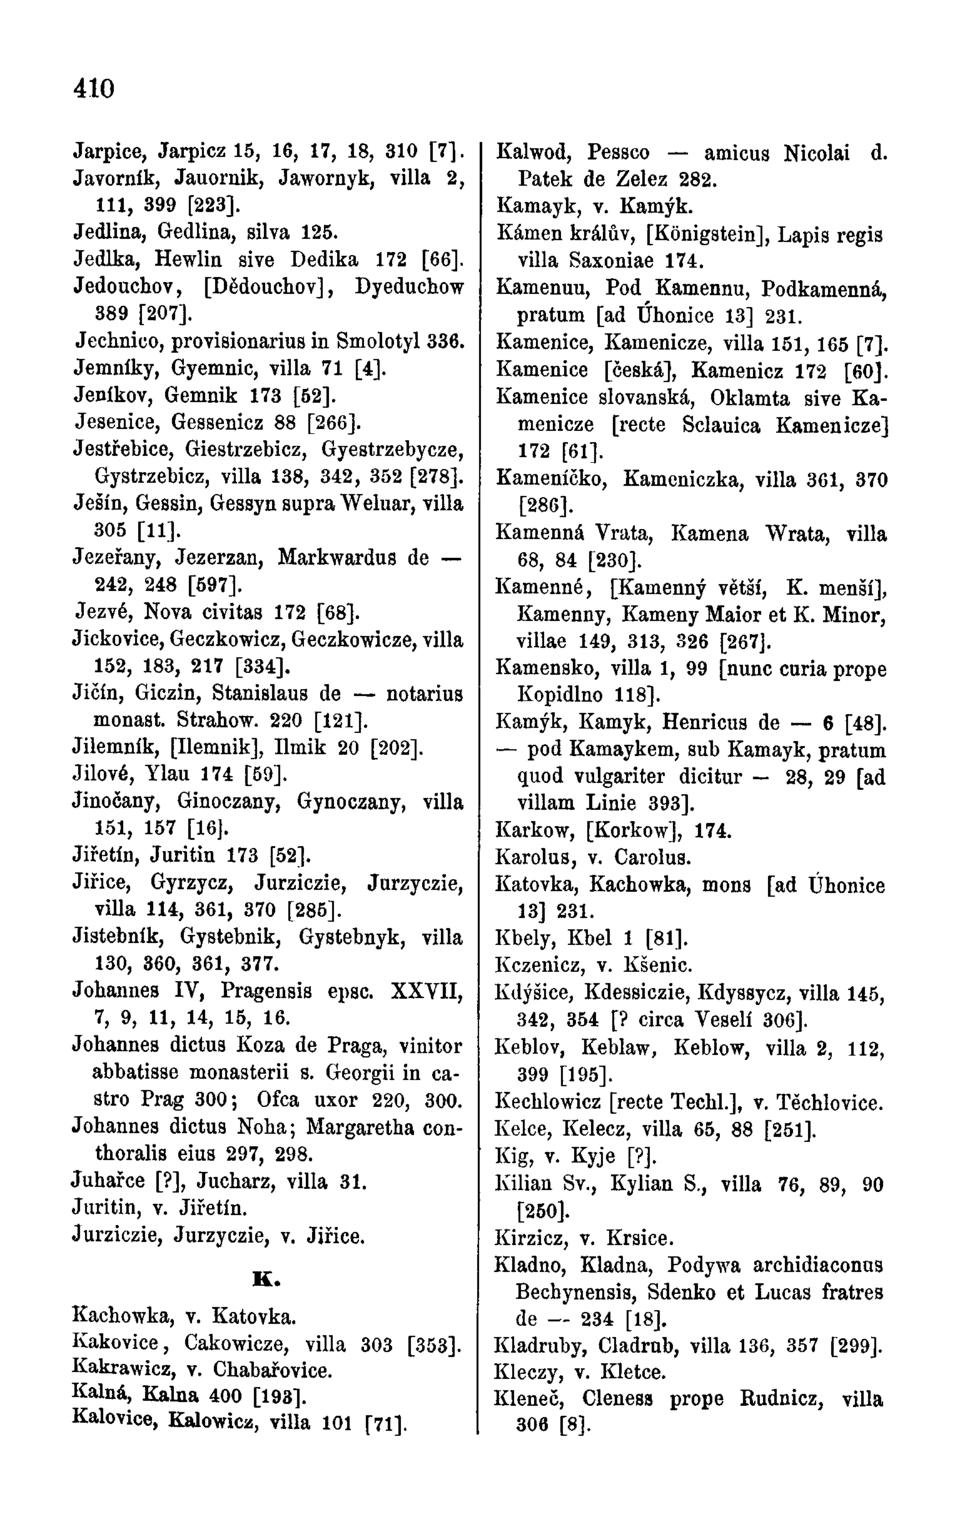 410
Jarpice, Jarpicz 15, 16, 17, 18, 310 [7].
Javorník, Jauornik, Jawornyk, villa 2,
111, 399 [223].
Jedlina, Gedlina, silva 125.
Jedlka, Hewlin sive Dedika 172 [66].
Jedouchov, [Dědouchov], Dyeduchow
389 [207].
Jechnico, provisionarius in Smolotyl 336.
Jemníky, Gyemnic, villa 71 [4].
Jeníkov, Gemnik 173 [52].
Jesenice, Gessenicz 88 [266].
Jestřebice, Giestrzebicz, Gyestrzebycze,
Gystrzebicz, villa 138, 342, 352 [278].
Ješín, Gessin, Gessyn supra Weluar, villa
305 [11].
Jezeřany, Jezerzan, Markwardus de —
242, 248 [597].
Jezvé, Nova civitas 172 [68].
Jickovice, Geczkowicz, Geczkowicze, villa
152, 183, 217 [334].
Jičín, Giczin, Stanislaus de — notarius
monast. Strahow. 220 [121].
Jilemník, [Ilemnik], Ilmik 20 [202].
Jilové, Ylau 174 [59].
Jinočany, Ginoczany, Gynoczany, villa
151, 157 [16].
Jiřetín, Juritin 173 [52].
Jiřice, Gyrzycz, Jurziczie, Jurzyczie,
villa 114, 361, 370 [285].
Jistebník, Gystebnik, Gystebnyk, villa
130, 360, 361, 377.
Johannes IV, Pragensis epsc. XXVII,
7, 9, 11, 14, 15, 16.
Johannes dictus Koza de Praga, vinitor
abbatisse monasterii s. Georgii in ca-
stro Prag 300; Ofca uxor 220, 300.
Johannes dictus Noha; Margaretha con-
thoralis eius 297, 298.
Juhařce [?], Jucharz, villa 31.
Juritin, v. Jiřetín.
Jurziczie, Jurzyczie, v. Jiřice.
K.
Kachowka, v. Katovka.
Kakovice, Cakowicze, villa 303 [353].
Kakrawicz, v. Chabařovice.
Kalná, Kalna 400 [193].
Kalovice, Kalowicz, villa 101 [71].
Kalwod, Pessco — amicus Nicolai d.
Patek de Zelez 282.
Kamayk, v. Kamýk.
Kámen králův, [Königstein], Lapis regis
villa Saxoniae 174.
Kamenuu, Pod Kamennu, Podkamenná,
pratum [ad Úhonice 13] 231.
Kamenice, Kamenicze, villa 151, 165 [7].
Kamenice [česká], Kamenicz 172 [60].
Kamenice slovanská, Oklamta sive Ka-
menicze [recte Sclauica Kamenicze]
172 [61].
Kameníčko, Kameniczka, villa 361, 370
[286].
Kamenná Vrata, Kamena Wrata, villa
68, 84 [230].
Kamenné, [Kamenný větší, K. menší],
Kamenny, Kameny Maior et K. Minor,
villae 149, 313, 326 [267].
Kamensko, villa 1, 99 [nunc curia prope
Kopidlno 118].
Kamýk, Kamyk, Henricus de — 6 [48].
— pod Kamaykem, sub Kamayk, pratum
quod vulgariter dicitur — 28, 29 [ad
villam Linie 393].
Karkow, [Korkow], 174.
Karolus, v. Carolus.
Katovka, Kachowka, mons [ad Úhonice
13] 231.
Kbely, Kbel 1 [81].
Kczenicz, v. Kšenic.
Kdýšice, Kdessiczie, Kdyssycz, villa 145,
342, 354 [? circa Veselí 306].
Keblov, Keblaw, Keblow, villa 2, 112,
399 [195].
Kechlowicz [recte Techl.], v. Těchlovice.
Kelce, Kelecz, villa 65, 88 [251].
Kig, v. Kyje [?].
Kilian Sv., Kylian S., villa 76, 89, 90
[250].
Kirzicz, v. Krsice.
Kladno, Kladna, Podywa archidiaconus
Bechynensis, Sdenko et Lucas fratres
de — 234 [18].
Kladruby, Cladrub, villa 136, 357 [299].
Kleczy, v. Kletce.
Kleneč, Cleness prope Rudnicz, villa
306 [8].